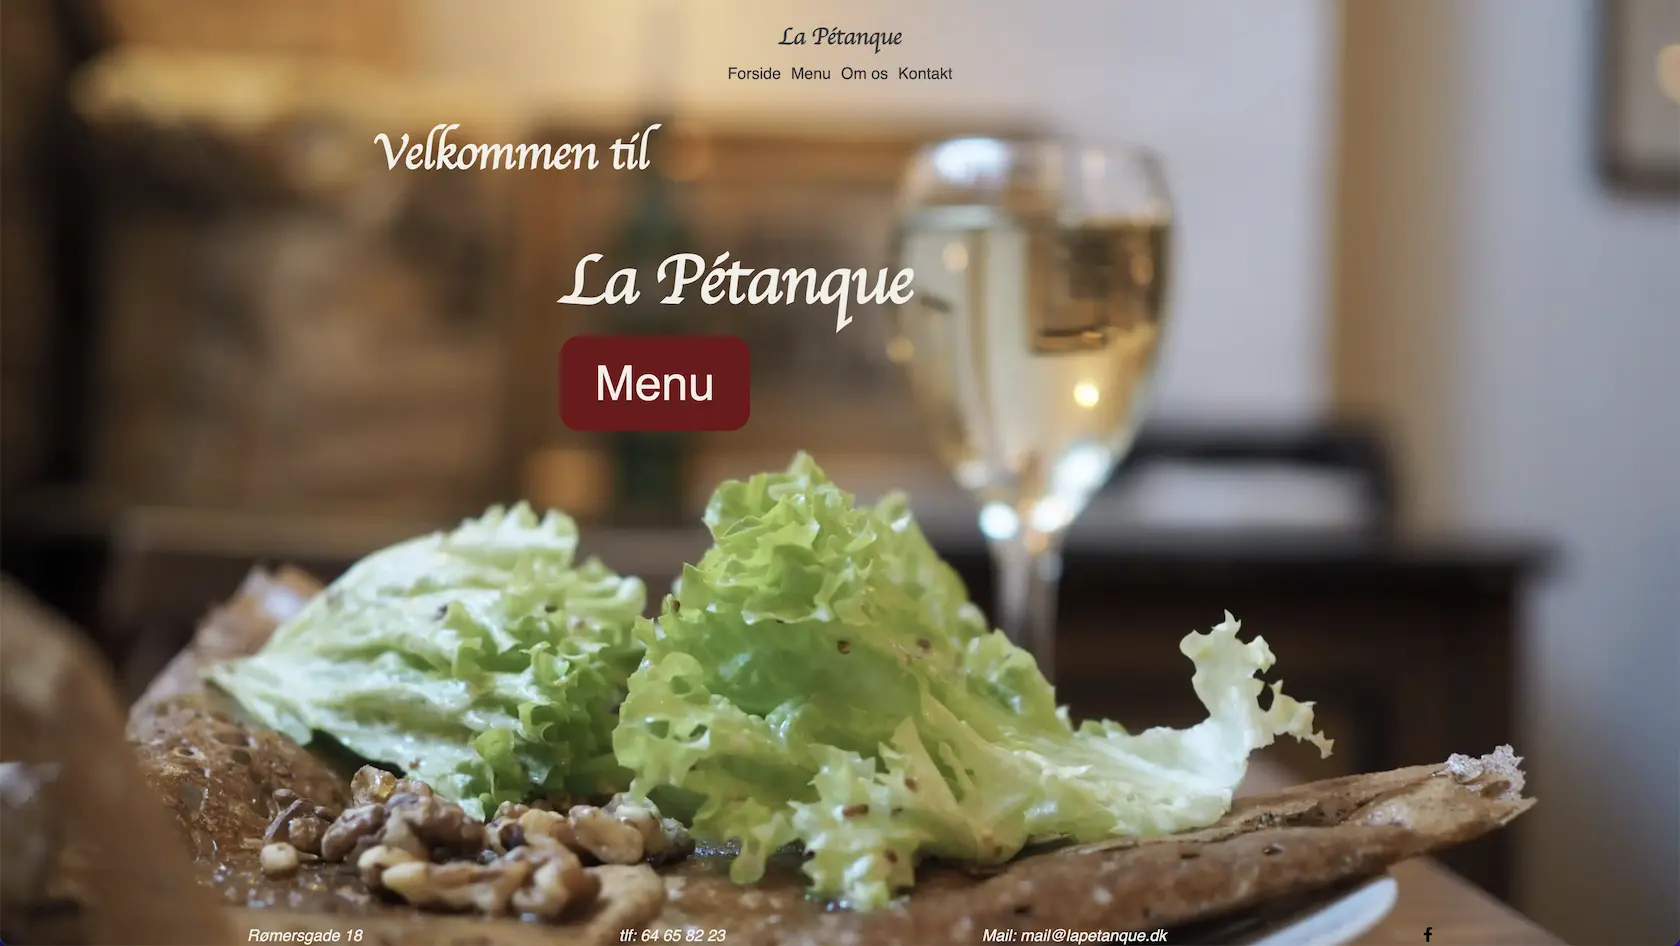 La Pétanque
Forside Menu Om os Kontakt
Velkommen til
La Pétanque
Menu
Rømersgade 18 tlf: 64 65 82 23 Mail: mail@lapetanque.dk